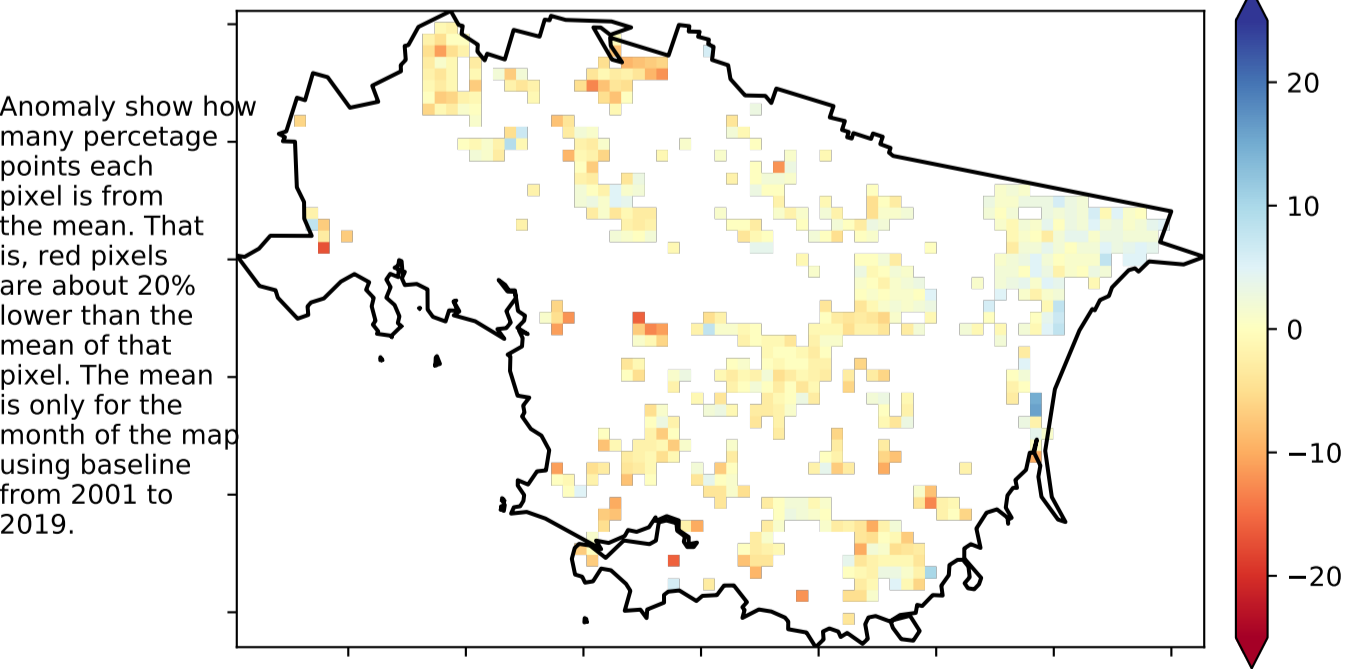 Anomaly show how
many percetage
points each
pixel is from
the mean. That
is, red pixels
are about 20%
lower than the
mean of that
pixel. The mean
is only for the
month of the map
using baseline
from 2001 to
2019.
20
10
0
−10
−20